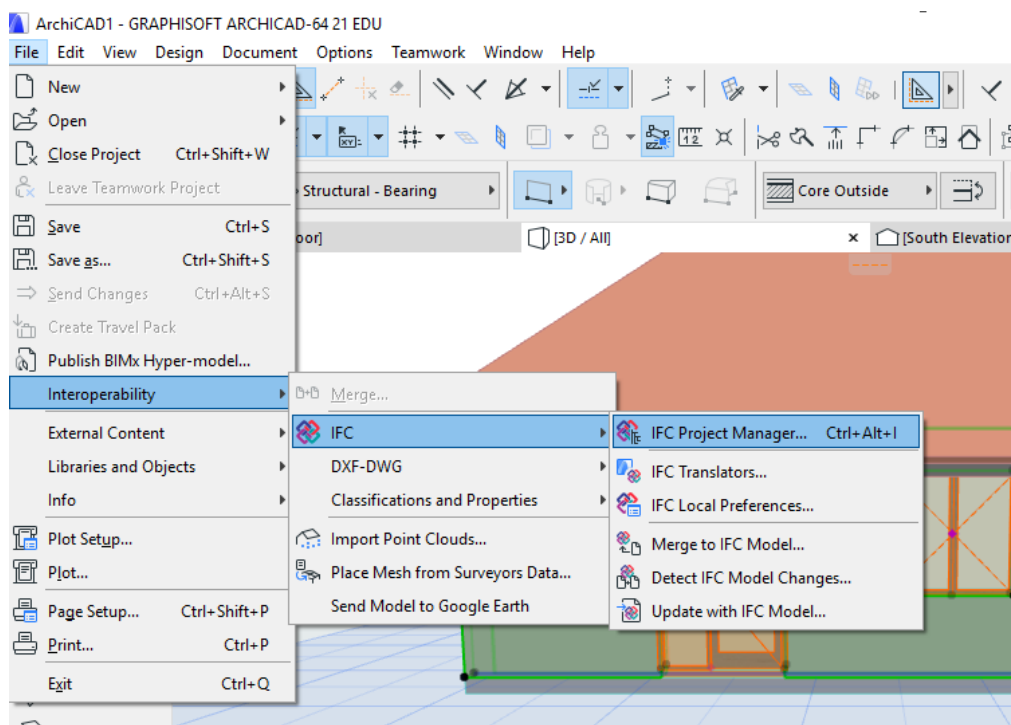 ArchiCAD1 - GRAPHISOFT ARCHICAD-64 21 EDU
File Edit View Design Document Options Teamwork Window Help
New
Open
Close Project Ctrl+Shift+W
Leave Teamwork Project
Structural - Bearing
Core Outside
Save Ctrl+S
oor]
[3D / All]
[South Elevation
Save as... Ctrl+Shift+S
Send Changes Ctrl+Alt+S
Create Travel Pack
Publish BIMx Hyper-model...
Interoperability
Merge...
External Content
IFC
IFC Project Manager... Ctrl+Alt+I
Libraries and Objects
DXF-DWG
IFC Translators...
Info
Classifications and Properties
IFC Local Preferences...
Plot Setup...
Import Point Clouds...
Merge to IFC Model...
Plot...
Place Mesh from Surveyors Data...
Detect IFC Model Changes...
Page Setup... Ctrl+Shift+P
Send Model to Google Earth
Update with IFC Model...
Print... Ctrl+P
Exit Ctrl+Q